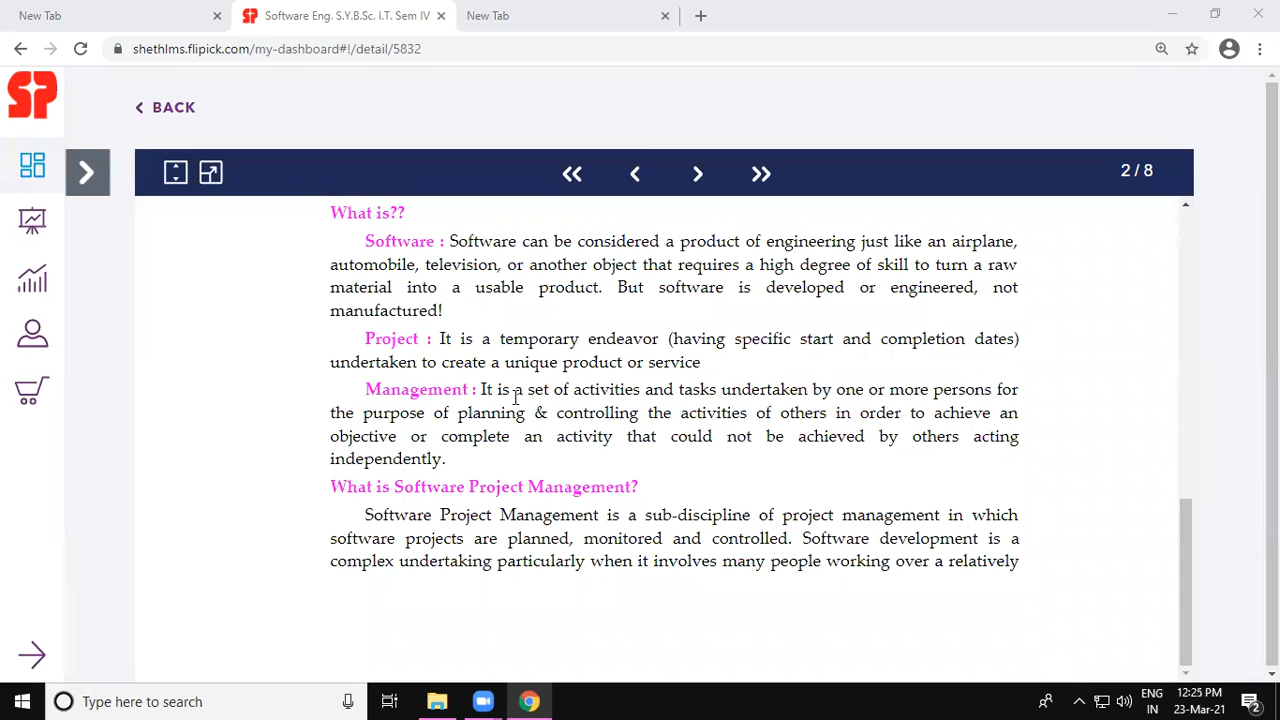 New Tab
Software Eng. S.Y.B.Sc. I.T. Sem IV
New Tab
shethlms.flipick.com/my-dashboard#!/detail/5832
SP
BACK
2 / 8
What is??
Software : Software can be considered a product of engineering just like an airplane,
automobile, television, or another object that requires a high degree of skill to turn a raw
material into a usable product. But software is developed or engineered, not
manufactured!
Project : It is a temporary endeavor (having specific start and completion dates)
undertaken to create a unique product or service
Management : It is a set of activities and tasks undertaken by one or more persons for
the purpose of planning & controlling the activities of others in order to achieve an
objective or complete an activity that could not be achieved by others acting
independently.
What is Software Project Management?
Software Project Management is a sub-discipline of project management in which
software projects are planned, monitored and controlled. Software development is a
complex undertaking particularly when it involves many people working over a relatively
Type here to search
ENG
IN
12:25 PM
23-Mar-21
2